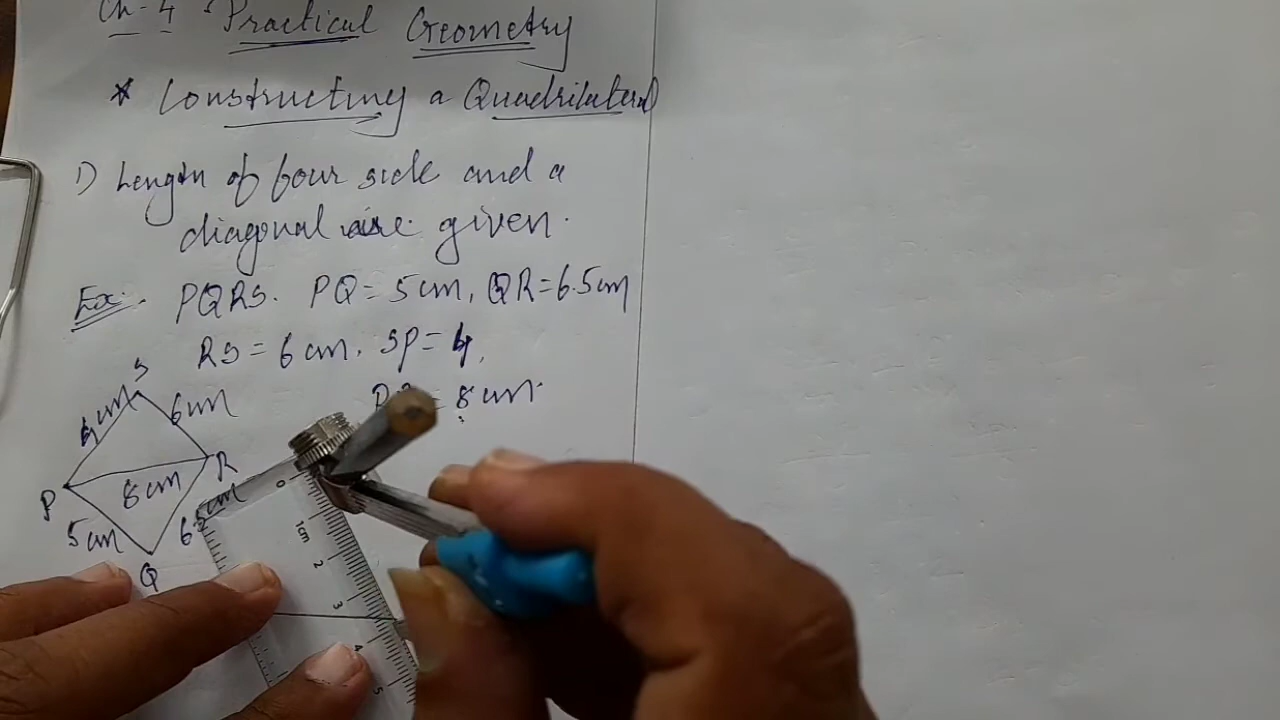 Ch-4 : Practical Geometry
* Constructing a Quadrilateral
1) Length of four side and a
diagonal are given.
Ex:- PQRS. PQ = 5cm, QR = 6.5cm
RS = 6cm. SP = 4,
= 8cm.
S
4cm 6cm
P 8cm R
5cm 6.5cm
Q
0 1cm 2 3 4 5